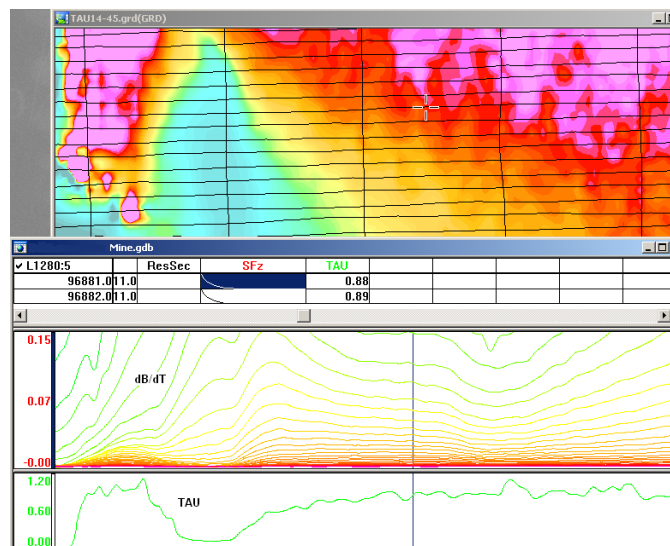 TAU14-45.grd(GRD)
Mine.gdb
✓ L1280:5 ResSec SFz TAU
96881.0 11.0 0.88
96882.0 11.0 0.89
0.15
dB/dT
0.07
-0.00
1.20
TAU
0.60
0.00